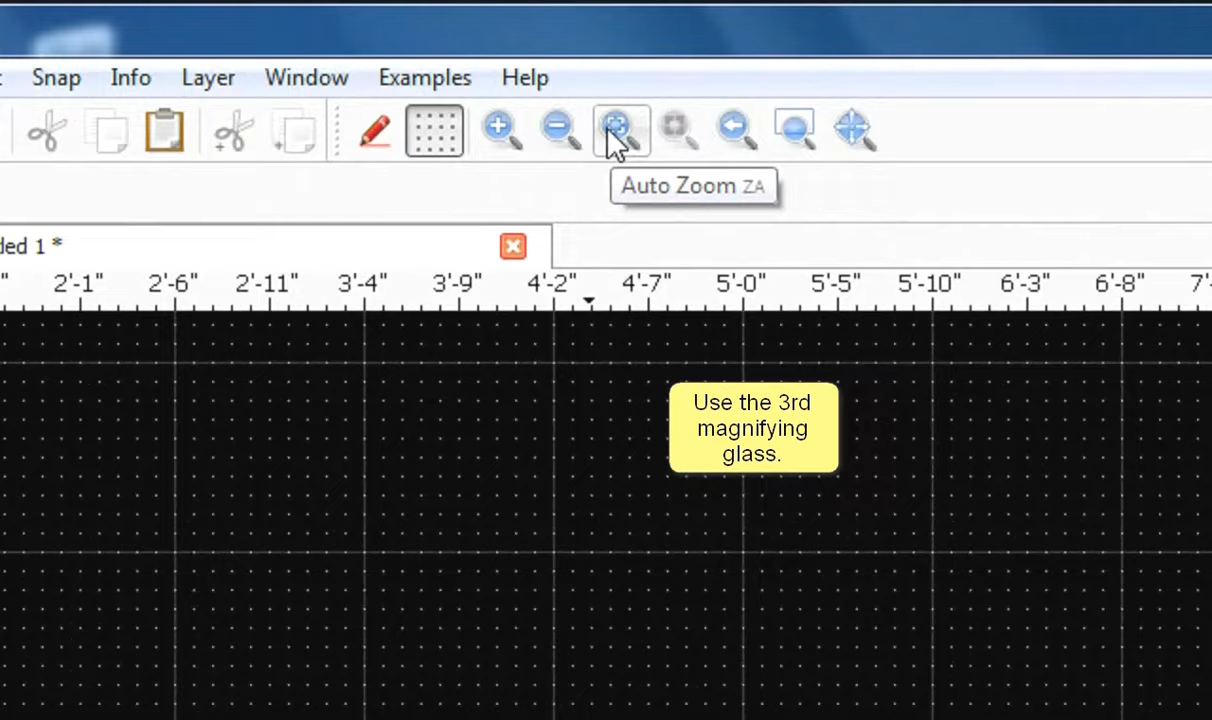 Snap Info Layer Window Examples Help
Auto Zoom ZA
ded 1 *
2'-1" 2'-6" 2'-11" 3'-4" 3'-9" 4'-2" 4'-7" 5'-0" 5'-5" 5'-10" 6'-3" 6'-8" 7'-
Use the 3rd
magnifying
glass.